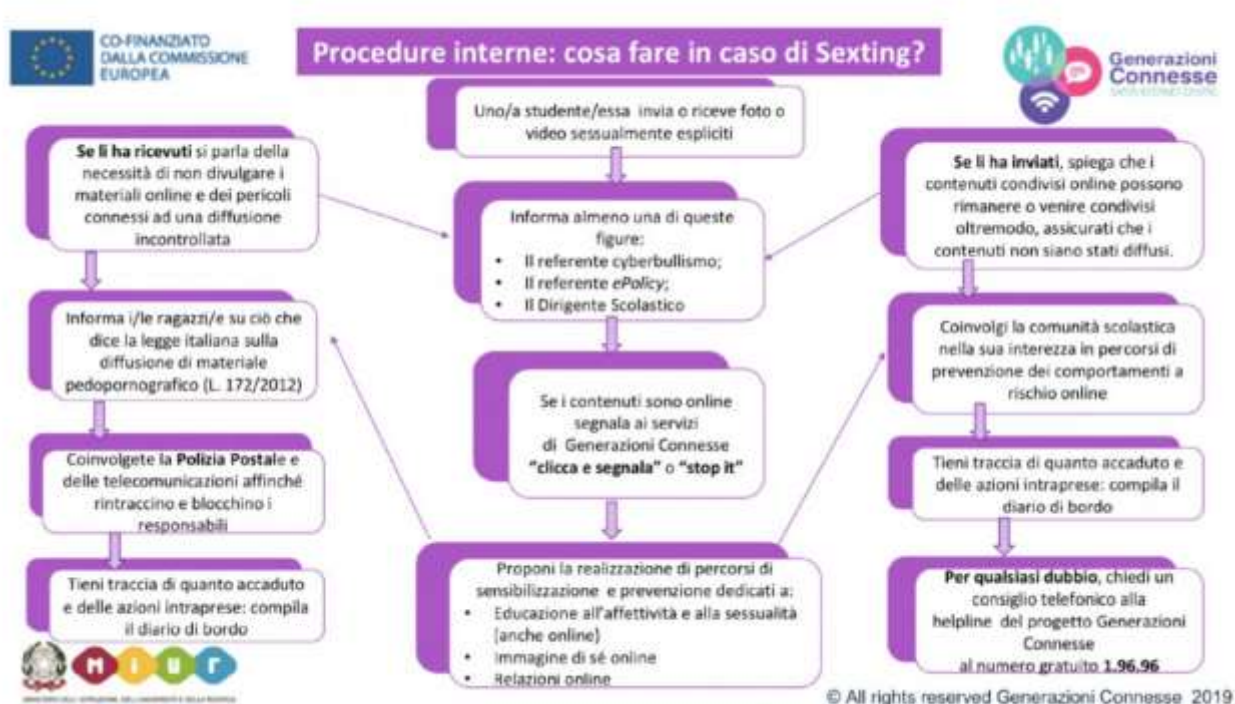 CO-FINANZIATO
DALLA COMMISSIONE
EUROPEA
Procedure interne: cosa fare in caso di Sexting?
Generazioni
Connesse
Uno/a studente/essa invia o riceve foto o
video sessualmente espliciti
Se li ha ricevuti si parla della
necessità di non divulgare i
materiali online e dei pericoli
connessi ad una diffusione
incontrollata
Informa i/le ragazzi/e su ciò che
dice la legge italiana sulla
diffusione di materiale
pedopornografico (L. 172/2012)
Coinvolgete la Polizia Postale e
delle telecomunicazioni affinché
rintraccino e blocchino i
responsabili
Tieni traccia di quanto accaduto
e delle azioni intraprese: compila
il diario di bordo
Informa almeno una di queste
figure:
• Il referente cyberbullismo;
• Il referente ePolicy;
• Il Dirigente Scolastico
Se i contenuti sono online
segnala ai servizi
di Generazioni Connesse
“clicca e segnala” o “stop it”
Proponi la realizzazione di percorsi di
sensibilizzazione e prevenzione dedicati a:
• Educazione all'affettività e alla sessualità
(anche online)
• Immagine di sé online
• Relazioni online
Se li ha inviati, spiega che i
contenuti condivisi online possono
rimanere o venire condivisi
oltremodo, assicurati che i
contenuti non siano stati diffusi.
Coinvolgi la comunità scolastica
nella sua interezza in percorsi di
prevenzione dei comportamenti a
rischio online
Tieni traccia di quanto accaduto e
delle azioni intraprese: compila il
diario di bordo
Per qualsiasi dubbio, chiedi un
consiglio telefonico alla
helpline del progetto Generazioni
Connesse
al numero gratuito 1.96.96
MIUR
© All rights reserved Generazioni Connesse 2019